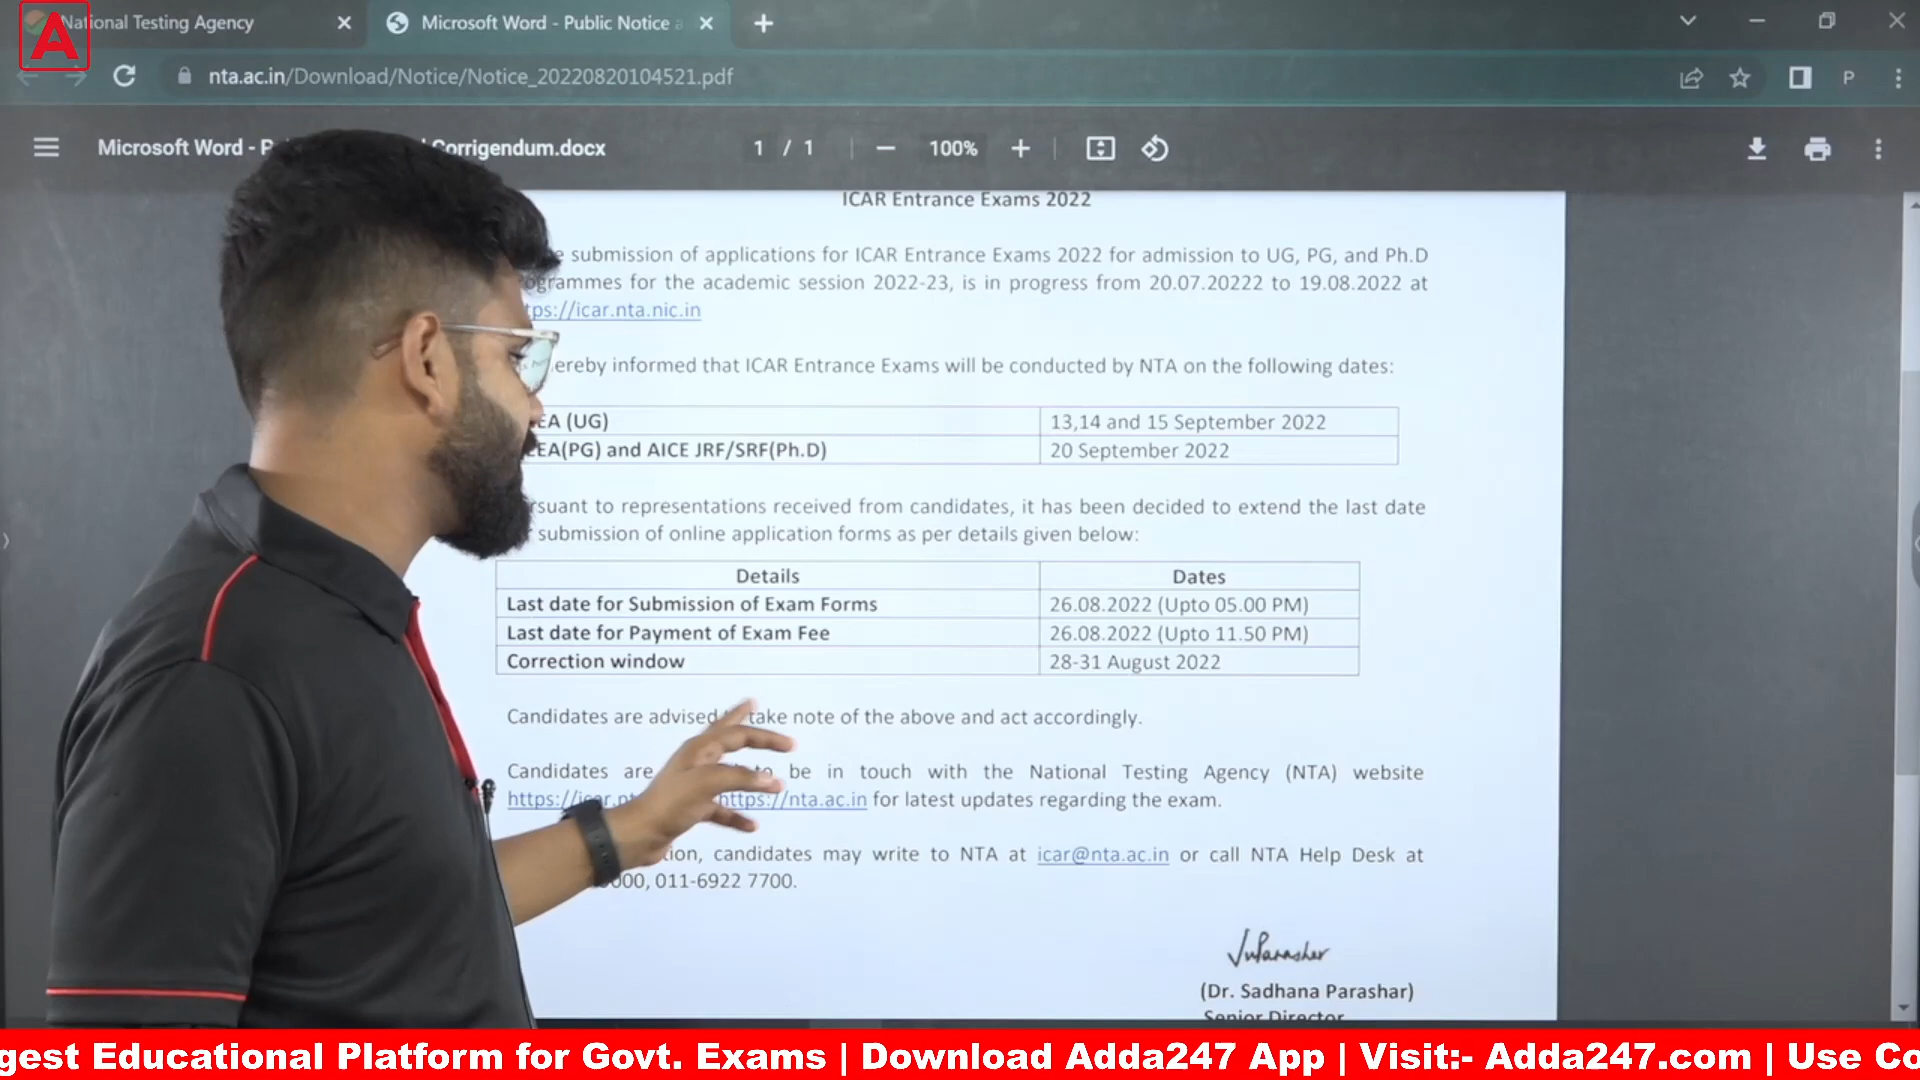 National Testing Agency
Microsoft Word - Public Notice
A
nta.ac.in/Download/Notice/Notice_20220820104521.pdf
P
Microsoft Word - P Corrigendum.docx
1 / 1
100%
ICAR Entrance Exams 2022
submission of applications for ICAR Entrance Exams 2022 for admission to UG, PG, and Ph.D
ogrammes for the academic session 2022-23, is in progress from 20.07.20222 to 19.08.2022 at
tps://icar.nta.nic.in
ereby informed that ICAR Entrance Exams will be conducted by NTA on the following dates:
EA (UG) 13,14 and 15 September 2022
EA(PG) and AICE JRF/SRF(Ph.D) 20 September 2022
rsuant to representations received from candidates, it has been decided to extend the last date
submission of online application forms as per details given below:
Details Dates
Last date for Submission of Exam Forms 26.08.2022 (Upto 05.00 PM)
Last date for Payment of Exam Fee 26.08.2022 (Upto 11.50 PM)
Correction window 28-31 August 2022
Candidates are advised take note of the above and act accordingly.
Candidates are to be in touch with the National Testing Agency (NTA) website
https://icar.nt https://nta.ac.in for latest updates regarding the exam.
tion, candidates may write to NTA at icar@nta.ac.in or call NTA Help Desk at
000, 011-6922 7700.
(Dr. Sadhana Parashar)
Senior Director
gest Educational Platform for Govt. Exams | Download Adda247 App | Visit:- Adda247.com | Use Co